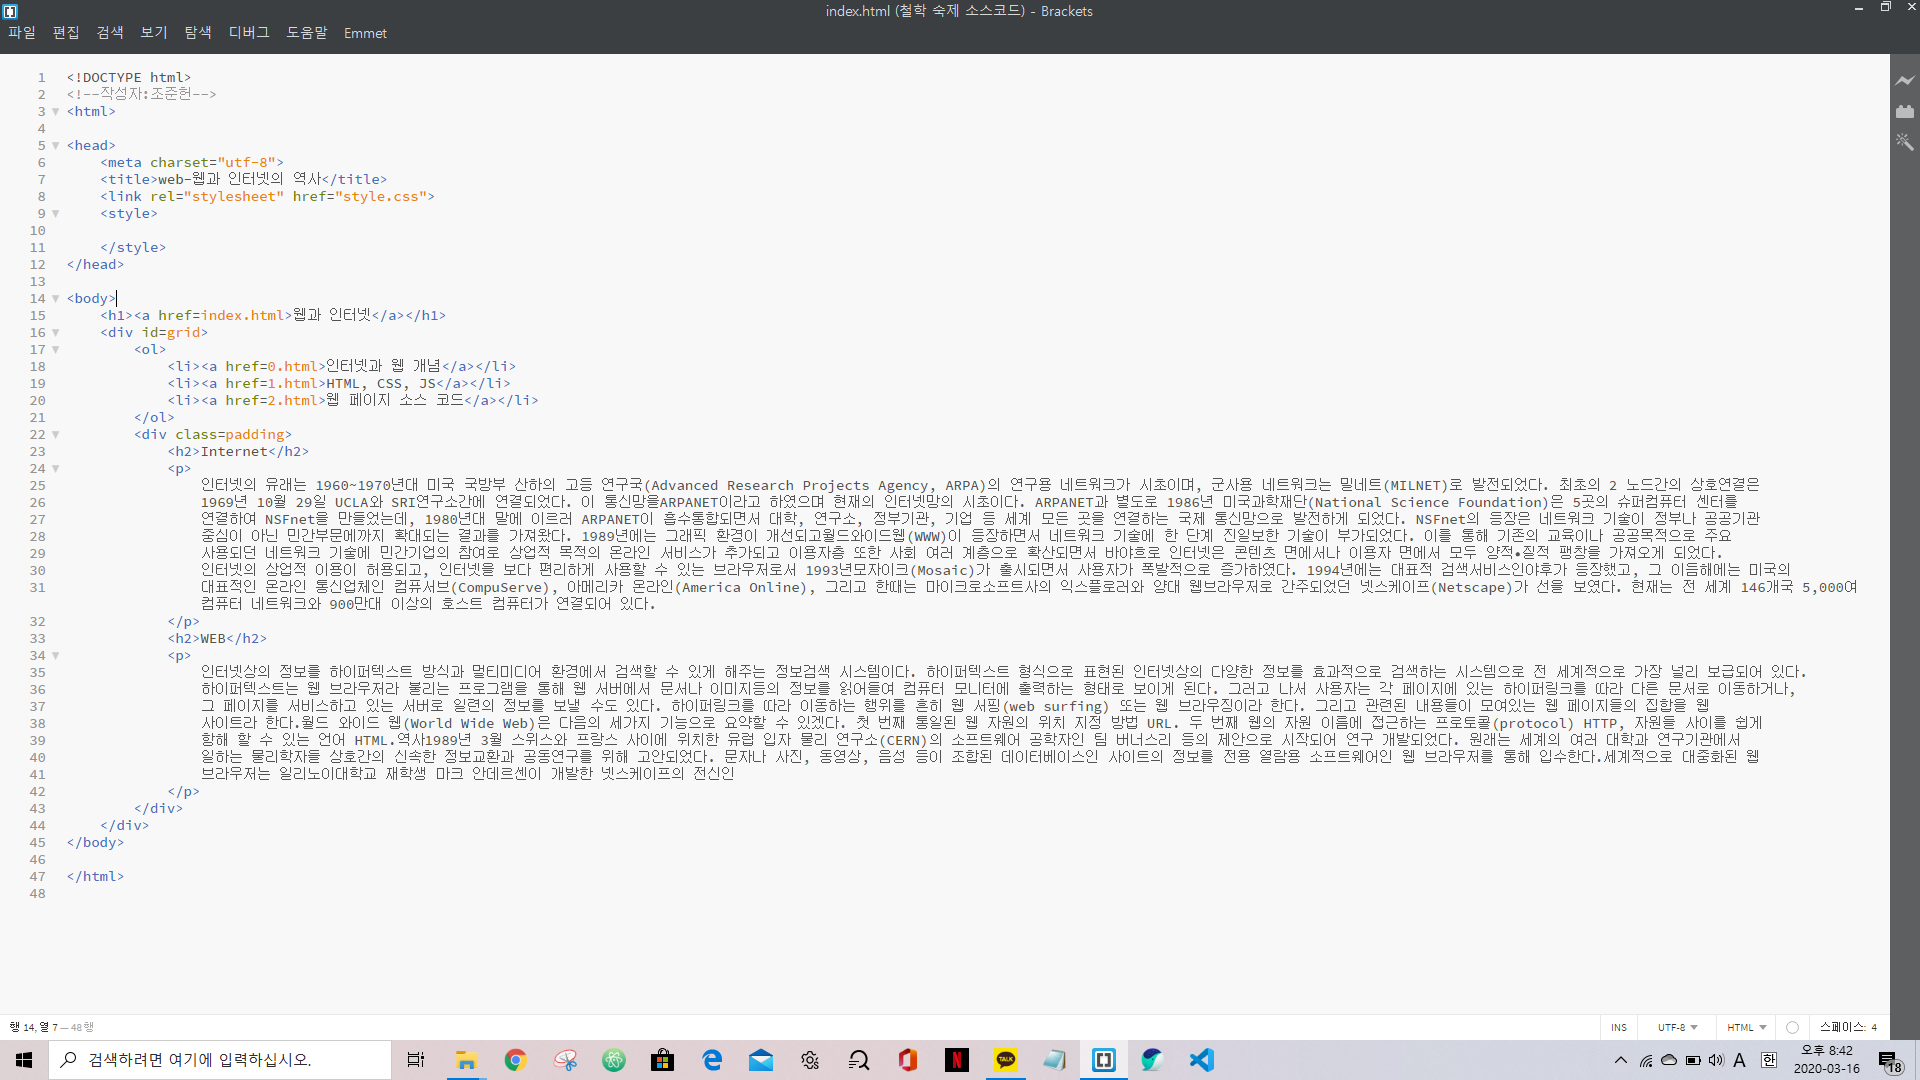 index.html (철학 숙제 소스코드) - Brackets
파일 편집 검색 보기 탐색 디버그 도움말 Emmet
1 <!DOCTYPE html>
2 <!--작성자:조준헌-->
3 <html>
4
5 <head>
6 <meta charset="utf-8">
7 <title>web-웹과 인터넷의 역사</title>
8 <link rel="stylesheet" href="style.css">
9 <style>
10
11 </style>
12 </head>
13
14 <body>
15 <h1><a href=index.html>웹과 인터넷</a></h1>
16 <div id=grid>
17 <ol>
18 <li><a href=0.html>인터넷과 웹 개념</a></li>
19 <li><a href=1.html>HTML, CSS, JS</a></li>
20 <li><a href=2.html>웹 페이지 소스 코드</a></li>
21 </ol>
22 <div class=padding>
23 <h2>Internet</h2>
24 <p>
25 인터넷의 유래는 1960~1970년대 미국 국방부 산하의 고등 연구국(Advanced Research Projects Agency, ARPA)의 연구용 네트워크가 시초이며, 군사용 네트워크는 밀네트(MILNET)로 발전되었다. 최초의 2 노드간의 상호연결은
26 1969년 10월 29일 UCLA와 SRI연구소간에 연결되었다. 이 통신망을ARPANET이라고 하였으며 현재의 인터넷망의 시초이다. ARPANET과 별도로 1986년 미국과학재단(National Science Foundation)은 5곳의 슈퍼컴퓨터 센터를
27 연결하여 NSFnet을 만들었는데, 1980년대 말에 이르러 ARPANET이 흡수통합되면서 대학, 연구소, 정부기관, 기업 등 세계 모든 곳을 연결하는 국제 통신망으로 발전하게 되었다. NSFnet의 등장은 네트워크 기술이 정부나 공공기관
28 중심이 아닌 민간부문에까지 확대되는 결과를 가져왔다. 1989년에는 그래픽 환경이 개선되고월드와이드웹(WWW)이 등장하면서 네트워크 기술에 한 단계 진일보한 기술이 부가되었다. 이를 통해 기존의 교육이나 공공목적으로 주요
29 사용되던 네트워크 기술에 민간기업의 참여로 상업적 목적의 온라인 서비스가 추가되고 이용자층 또한 사회 여러 계층으로 확산되면서 바야흐로 인터넷은 콘텐츠 면에서나 이용자 면에서 모두 양적•질적 팽창을 가져오게 되었다.
30 인터넷의 상업적 이용이 허용되고, 인터넷을 보다 편리하게 사용할 수 있는 브라우저로서 1993년모자이크(Mosaic)가 출시되면서 사용자가 폭발적으로 증가하였다. 1994년에는 대표적 검색서비스인야후가 등장했고, 그 이듬해에는 미국의
31 대표적인 온라인 통신업체인 컴퓨서브(CompuServe), 아메리카 온라인(America Online), 그리고 한때는 마이크로소프트사의 익스플로러와 양대 웹브라우저로 간주되었던 넷스케이프(Netscape)가 선을 보였다. 현재는 전 세계 146개국 5,000여
컴퓨터 네트워크와 900만대 이상의 호스트 컴퓨터가 연결되어 있다.
32 </p>
33 <h2>WEB</h2>
34 <p>
35 인터넷상의 정보를 하이퍼텍스트 방식과 멀티미디어 환경에서 검색할 수 있게 해주는 정보검색 시스템이다. 하이퍼텍스트 형식으로 표현된 인터넷상의 다양한 정보를 효과적으로 검색하는 시스템으로 전 세계적으로 가장 널리 보급되어 있다.
36 하이퍼텍스트는 웹 브라우저라 불리는 프로그램을 통해 웹 서버에서 문서나 이미지등의 정보를 읽어들여 컴퓨터 모니터에 출력하는 형태로 보이게 된다. 그러고 나서 사용자는 각 페이지에 있는 하이퍼링크를 따라 다른 문서로 이동하거나,
37 그 페이지를 서비스하고 있는 서버로 일련의 정보를 보낼 수도 있다. 하이퍼링크를 따라 이동하는 행위를 흔히 웹 서핑(web surfing) 또는 웹 브라우징이라 한다. 그리고 관련된 내용들이 모여있는 웹 페이지들의 집합을 웹
38 사이트라 한다.월드 와이드 웹(World Wide Web)은 다음의 세가지 기능으로 요약할 수 있겠다. 첫 번째 통일된 웹 자원의 위치 지정 방법 URL. 두 번째 웹의 자원 이름에 접근하는 프로토콜(protocol) HTTP, 자원들 사이를 쉽게
39 항해 할 수 있는 언어 HTML.역사1989년 3월 스위스와 프랑스 사이에 위치한 유럽 입자 물리 연구소(CERN)의 소프트웨어 공학자인 팀 버너스리 등의 제안으로 시작되어 연구 개발되었다. 원래는 세계의 여러 대학과 연구기관에서
40 일하는 물리학자들 상호간의 신속한 정보교환과 공동연구를 위해 고안되었다. 문자나 사진, 동영상, 음성 등이 조합된 데이터베이스인 사이트의 정보를 전용 열람용 소프트웨어인 웹 브라우저를 통해 입수한다.세계적으로 대중화된 웹
41 브라우저는 일리노이대학교 재학생 마크 안데르센이 개발한 넷스케이프의 전신인
42 </p>
43 </div>
44 </div>
45 </body>
46
47 </html>
48
행 14, 열 7 — 48 행 INS UTF-8 HTML 스페이스: 4
검색하려면 여기에 입력하십시오. TALK A 한 오후 8:42
2020-03-16 18